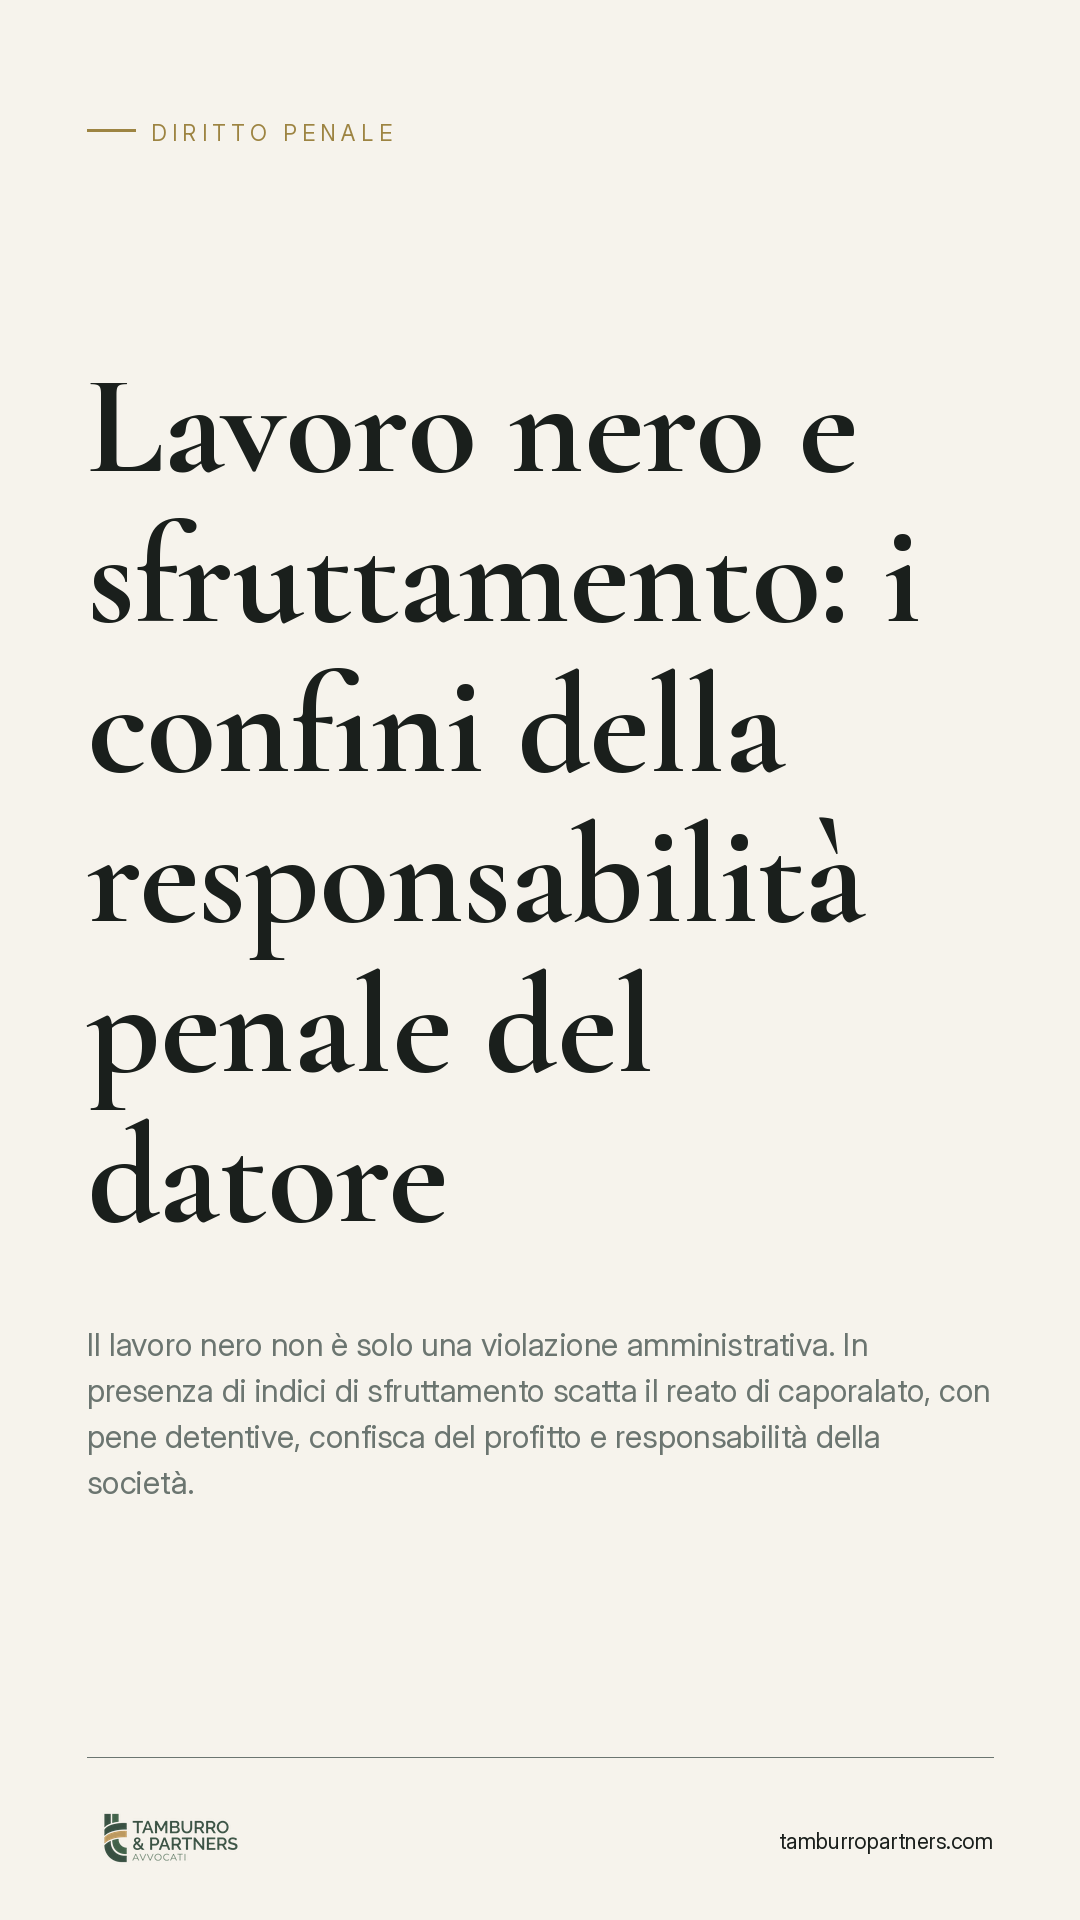 DIRITTO PENALE
Lavoro nero e
sfruttamento: i
confini della
responsabilità
penale del
datore
Il lavoro nero non è solo una violazione amministrativa. In
presenza di indici di sfruttamento scatta il reato di caporalato, con
pene detentive, confisca del profitto e responsabilità della
società.
TAMBURRO
& PARTNERS
AVVOCATI
tamburropartners.com